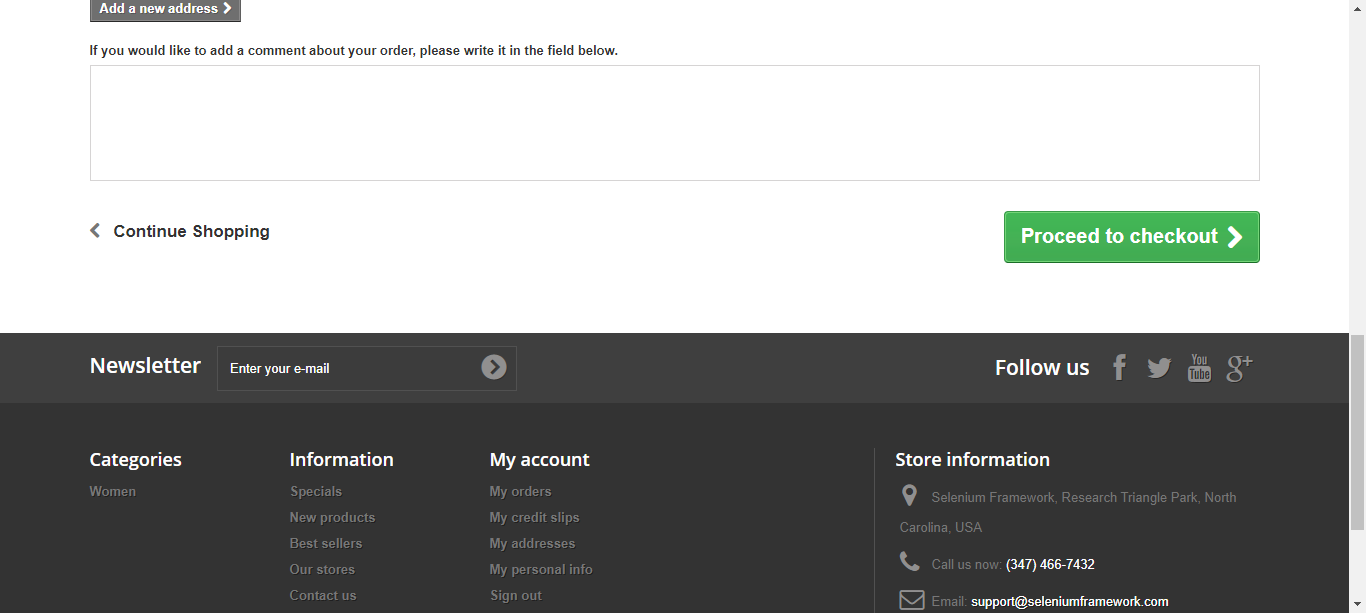 Add a new address
If you would like to add a comment about your order, please write it in the field below.
Continue Shopping
Proceed to checkout
Newsletter
Enter your e-mail
Follow us
You
Tube
g+
Categories
Women
Information
Specials
New products
Best sellers
Our stores
Contact us
My account
My orders
My credit slips
My addresses
My personal info
Sign out
Store information
Selenium Framework, Research Triangle Park, North
Carolina, USA
Call us now: (347) 466-7432
Email: support@seleniumframework.com